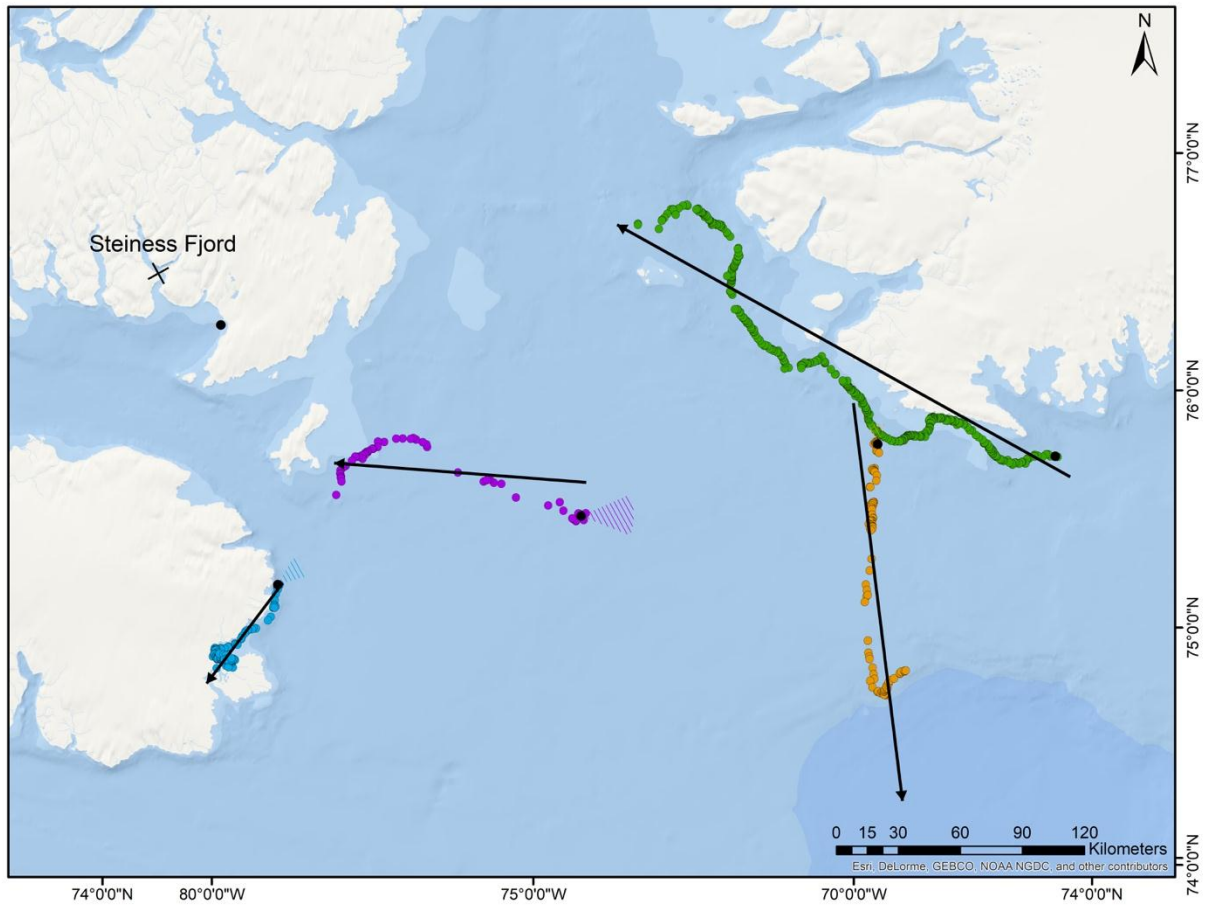 N
77°0'0"N
Steiness Fjord
76°0'0"N
75°0'0"N
0 15 30 60 90 120
Kilometers
Esri, DeLorme, GEBCO, NOAA NGDC, and other contributors
74°0'0"N
74°0'0"N 80°0'0"W 75°0'0"W 70°0'0"W 74°0'0"N